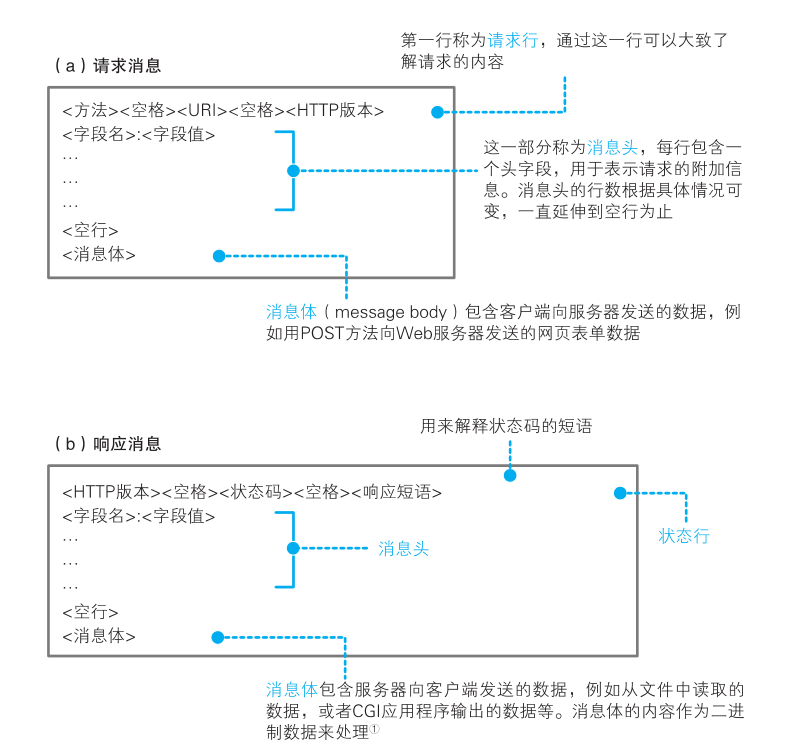 第一行称为请求行，通过这一行可以大致了
解请求的内容
（a）请求消息
<方法><空格><URI><空格><HTTP版本>
<字段名>:<字段值>
…
…
…
<空行>
<消息体>
这一部分称为消息头，每行包含一
个头字段，用于表示请求的附加信
息。消息头的行数根据具体情况可
变，一直延伸到空行为止
消息体（message body）包含客户端向服务器发送的数据，例
如用POST方法向Web服务器发送的网页表单数据
用来解释状态码的短语
（b）响应消息
<HTTP版本><空格><状态码><空格><响应短语>
<字段名>:<字段值>
…
…
…
<空行>
<消息体>
消息头
状态行
消息体包含服务器向客户端发送的数据，例如从文件中读取的
数据，或者CGI应用程序输出的数据等。消息体的内容作为二进
制数据来处理①